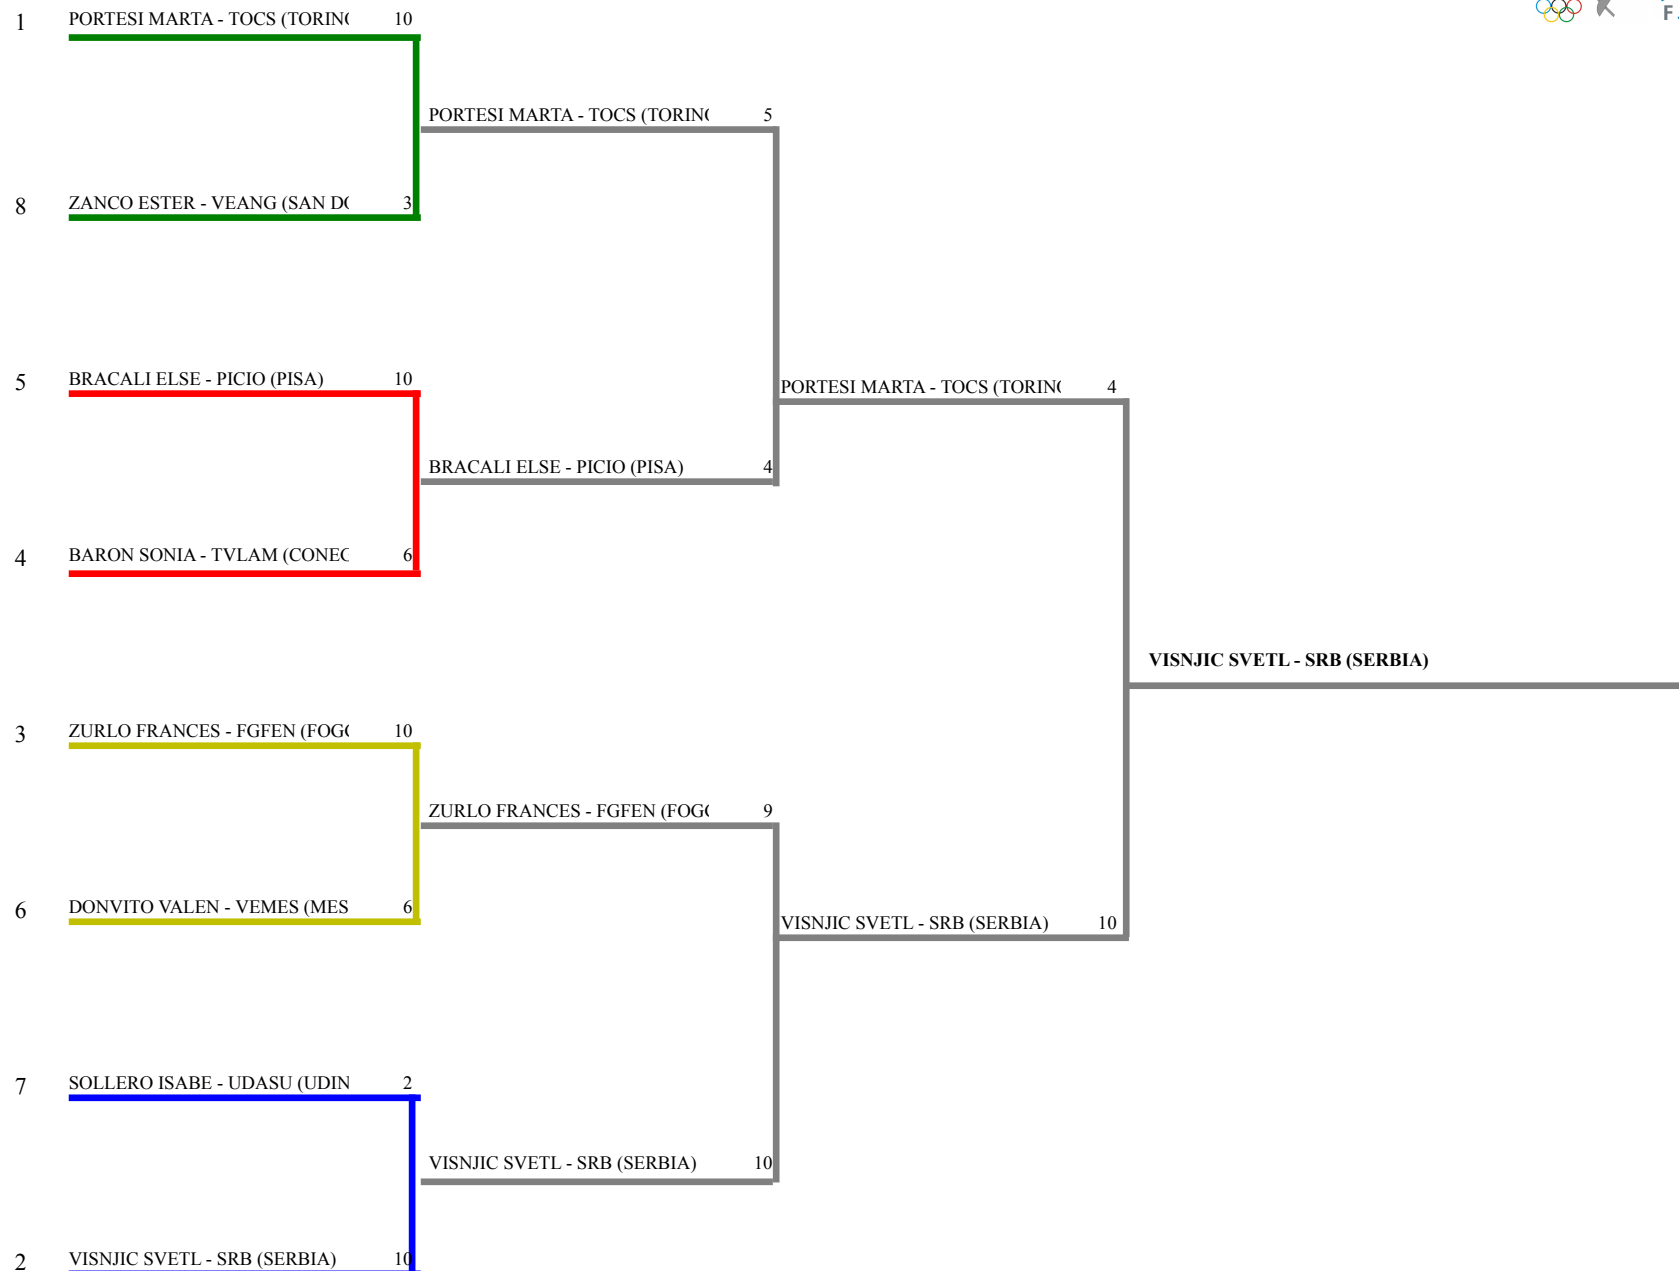 1 PORTESI MARTA - TOCS (TORIN 10
PORTESI MARTA - TOCS (TORIN 5
8 ZANCO ESTER - VEANG (SAN D 3
5 BRACALI ELSE - PICIO (PISA) 10
PORTESI MARTA - TOCS (TORIN 4
BRACALI ELSE - PICIO (PISA) 4
4 BARON SONIA - TVLAM (CONE 6
VISNJIC SVETL - SRB (SERBIA)
3 ZURLO FRANCES - FGFEN (FOG 10
ZURLO FRANCES - FGFEN (FOG 9
6 DONVITO VALEN - VEMES (MES 6
VISNJIC SVETL - SRB (SERBIA) 10
7 SOLLERO ISABE - UDASU (UDIN 2
VISNJIC SVETL - SRB (SERBIA) 10
2 VISNJIC SVETL - SRB (SERBIA) 10
F